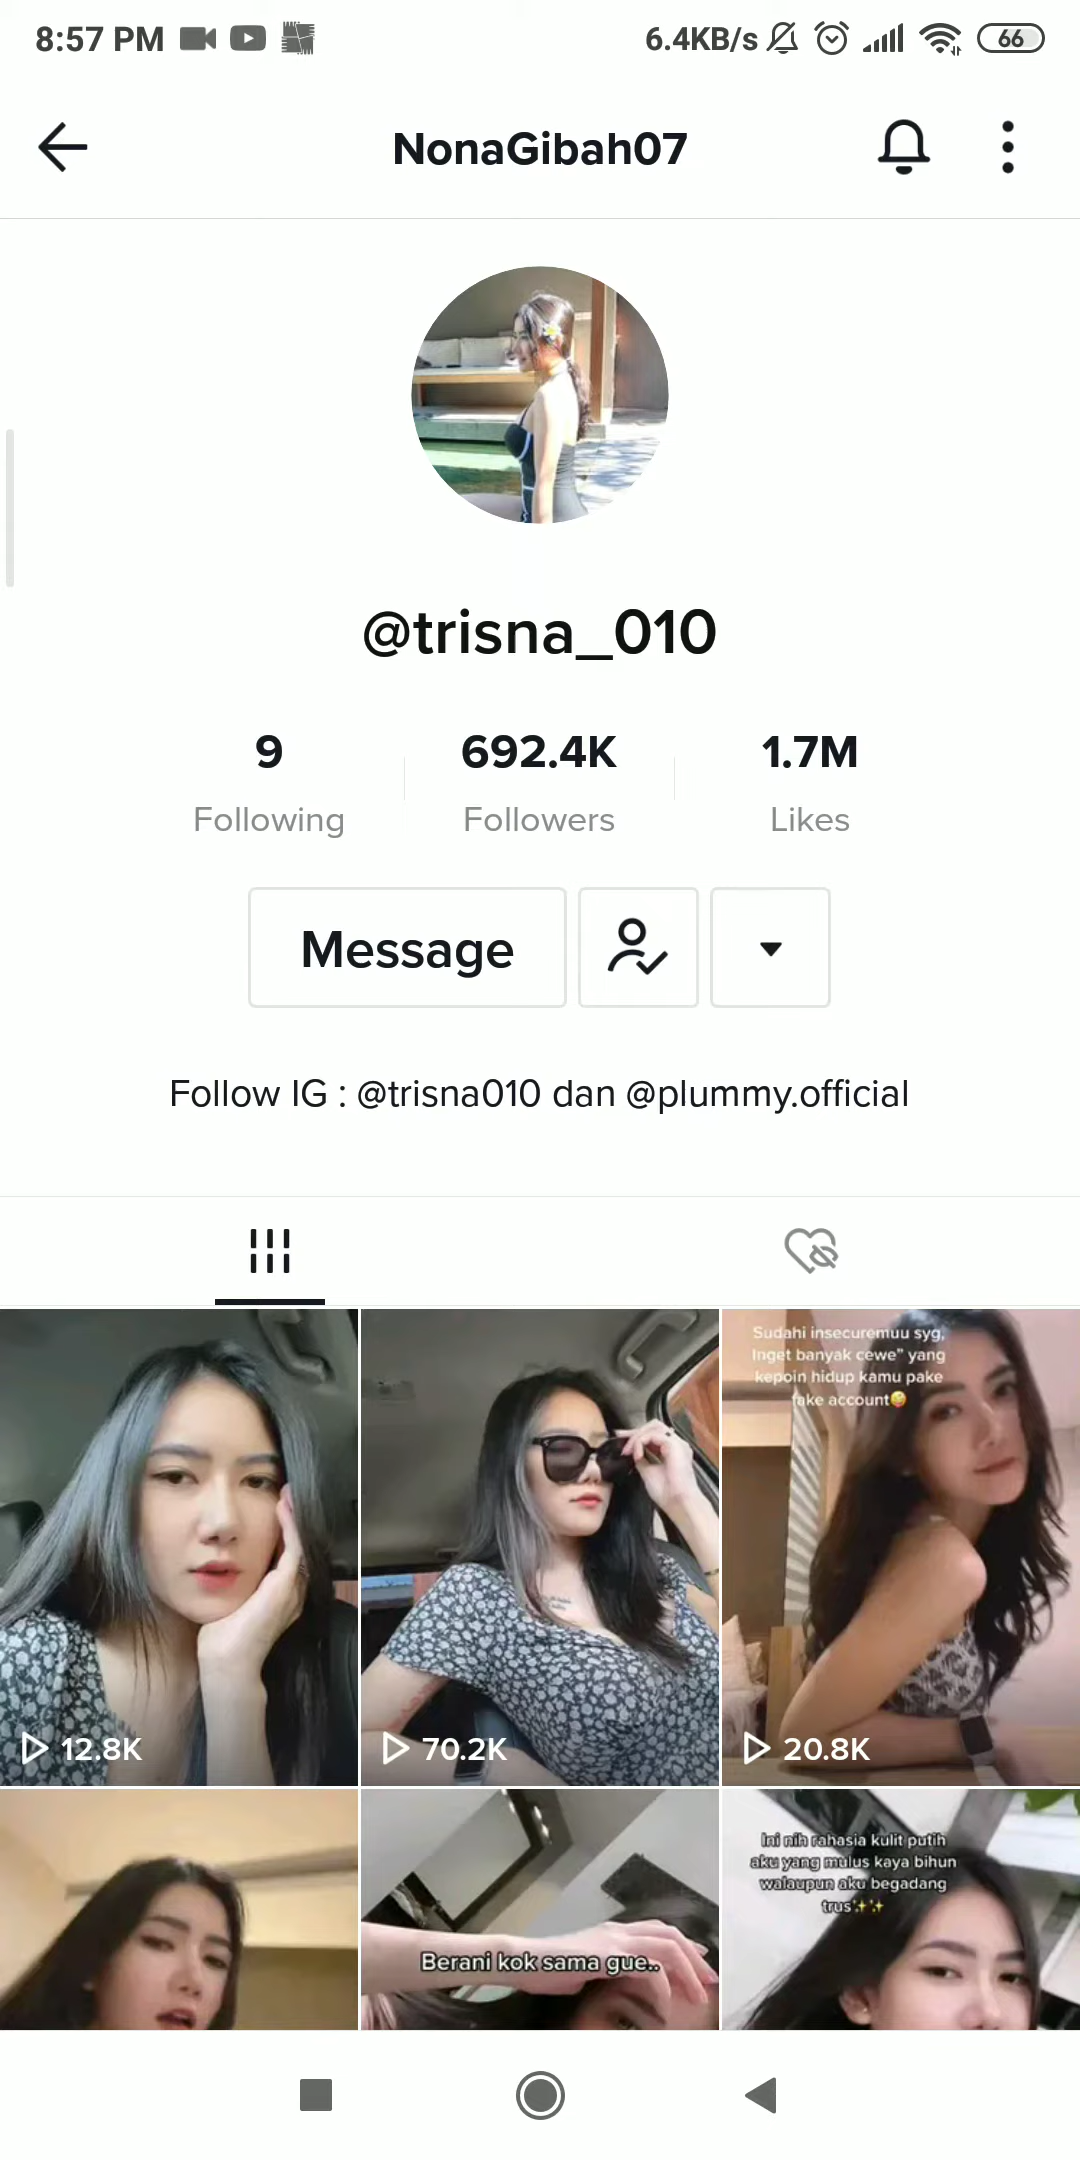 8:57 PM
6.4KB/s
66
NonaGibah07
@trisna_010
9
692.4K
1.7M
Following
Followers
Likes
Message
Follow IG : @trisna010 dan @plummy.official
Sudahi insecuremuu syg,
Inget banyak cewe" yang
kepoin hidup kamu pake
fake account🤪
12.8K
70.2K
20.8K
Berani kok sama gue..
Ini nih rahasia kulit putih
aku yang mulus kaya bihun
walaupun aku begadang
trus✨✨